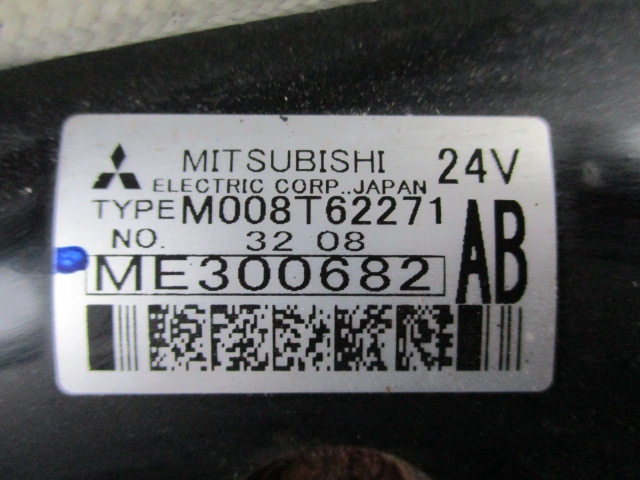 MITSUBISHI 24V
ELECTRIC CORP., JAPAN
TYPE M008T62271
NO. 32 08
ME300682 AB